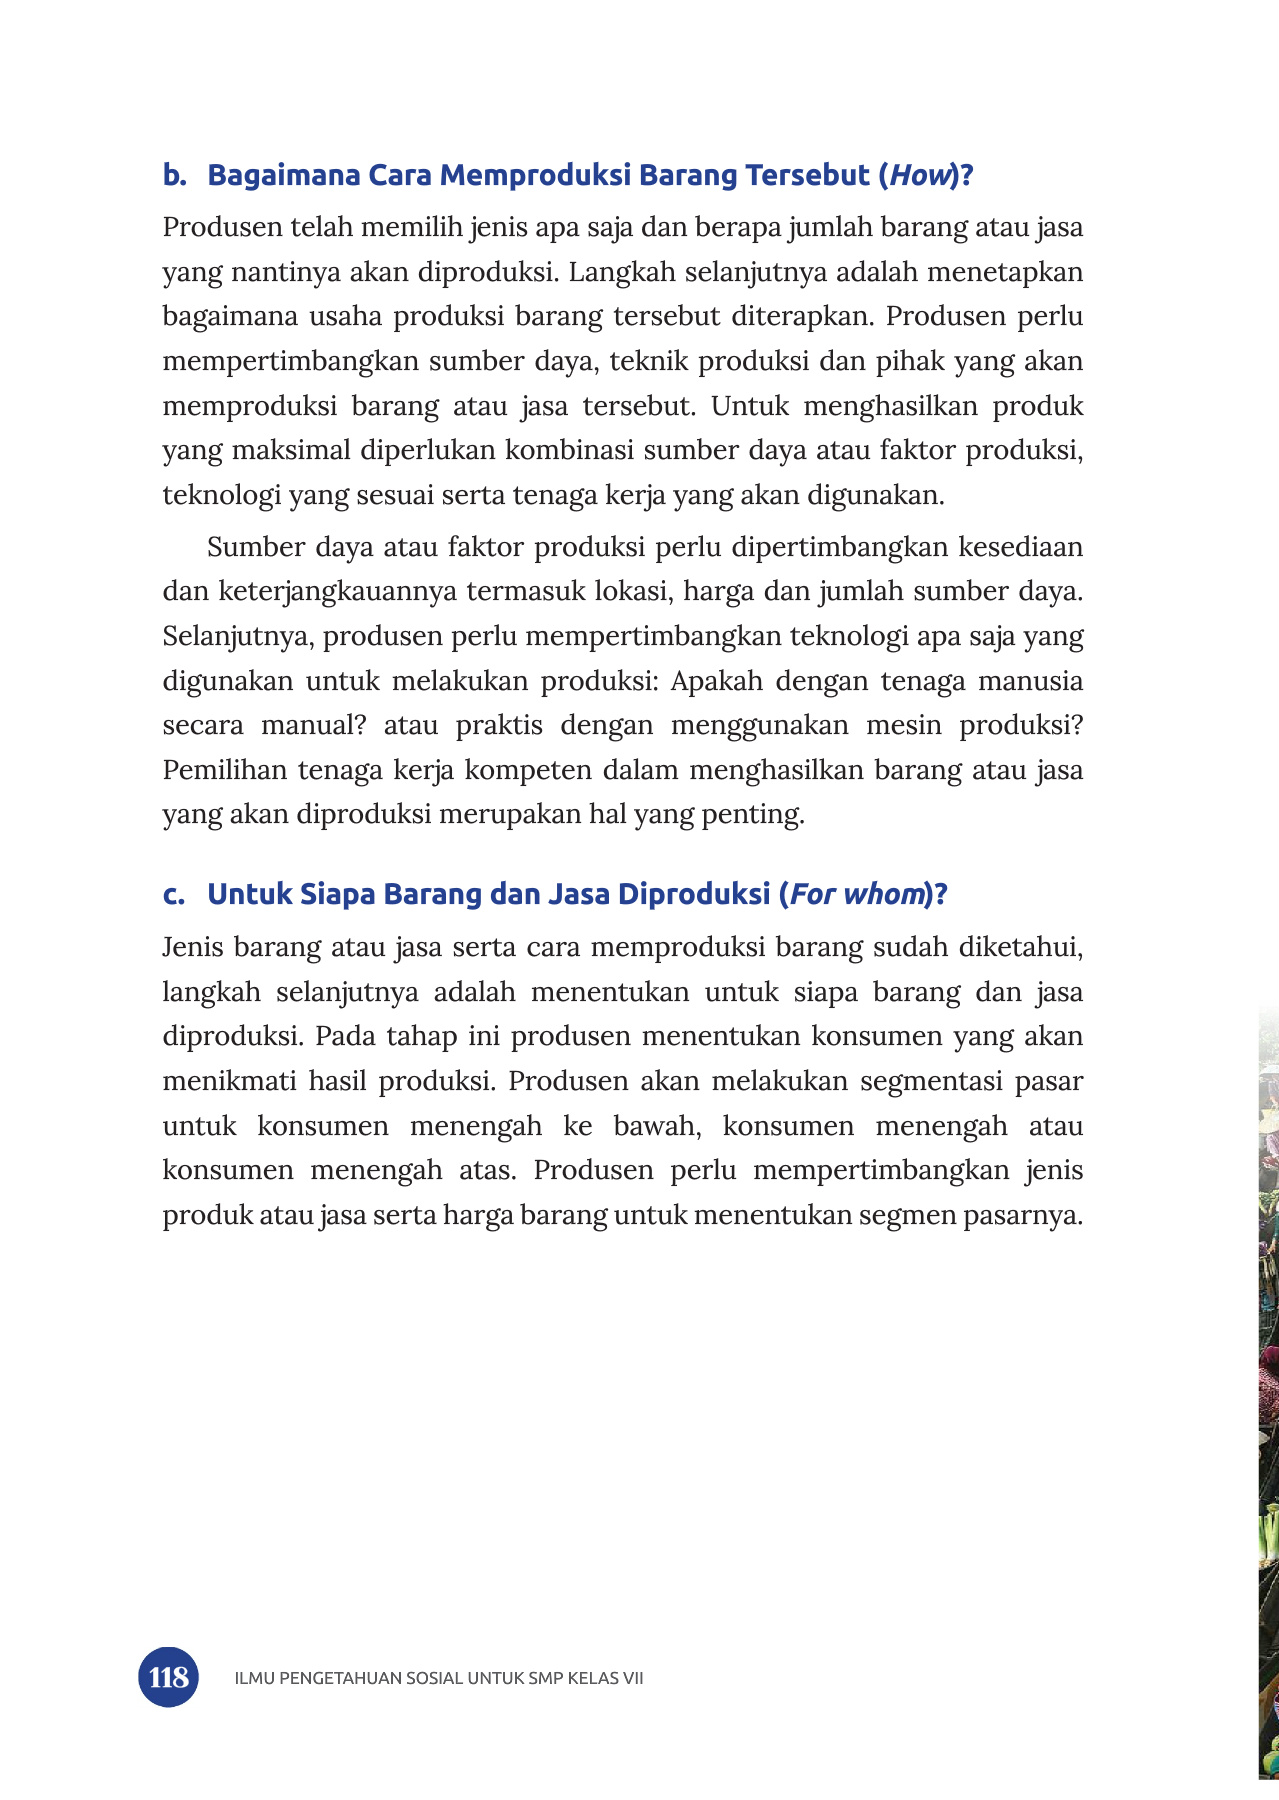 b. Bagaimana Cara Memproduksi Barang Tersebut (How)?
Produsen telah memilih jenis apa saja dan berapa jumlah barang atau jasa
yang nantinya akan diproduksi. Langkah selanjutnya adalah menetapkan
bagaimana usaha produksi barang tersebut diterapkan. Produsen perlu
mempertimbangkan sumber daya, teknik produksi dan pihak yang akan
memproduksi barang atau jasa tersebut. Untuk menghasilkan produk
yang maksimal diperlukan kombinasi sumber daya atau faktor produksi,
teknologi yang sesuai serta tenaga kerja yang akan digunakan.
Sumber daya atau faktor produksi perlu dipertimbangkan kesediaan
dan keterjangkauannya termasuk lokasi, harga dan jumlah sumber daya.
Selanjutnya, produsen perlu mempertimbangkan teknologi apa saja yang
digunakan untuk melakukan produksi: Apakah dengan tenaga manusia
secara manual? atau praktis dengan menggunakan mesin produksi?
Pemilihan tenaga kerja kompeten dalam menghasilkan barang atau jasa
yang akan diproduksi merupakan hal yang penting.
c. Untuk Siapa Barang dan Jasa Diproduksi (For whom)?
Jenis barang atau jasa serta cara memproduksi barang sudah diketahui,
langkah selanjutnya adalah menentukan untuk siapa barang dan jasa
diproduksi. Pada tahap ini produsen menentukan konsumen yang akan
menikmati hasil produksi. Produsen akan melakukan segmentasi pasar
untuk konsumen menengah ke bawah, konsumen menengah atau
konsumen menengah atas. Produsen perlu mempertimbangkan jenis
produk atau jasa serta harga barang untuk menentukan segmen pasarnya.
118 ILMU PENGETAHUAN SOSIAL UNTUK SMP KELAS VII